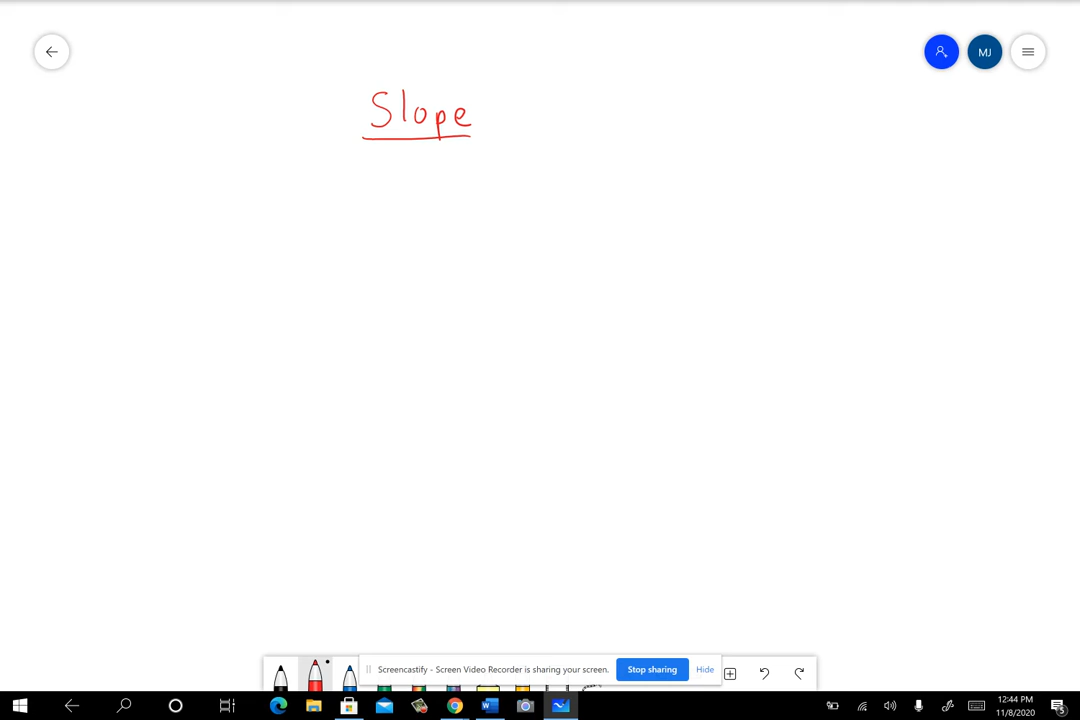 MJ
Slope
Screencastify - Screen Video Recorder is sharing your screen. Stop sharing Hide
12:44 PM
11/8/2020